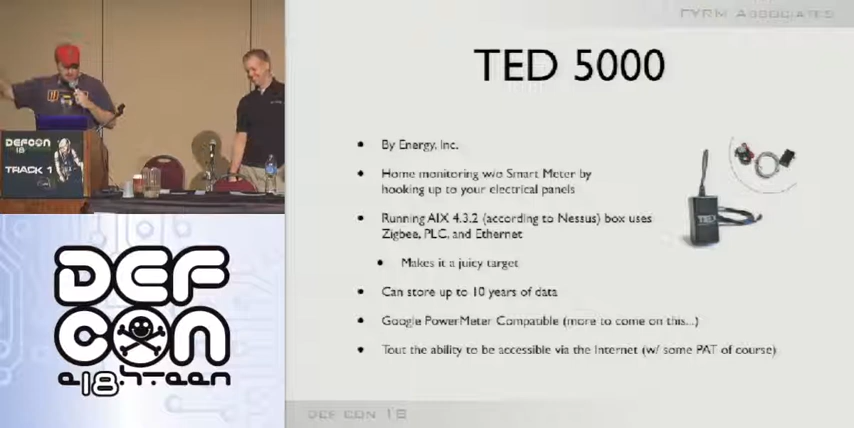 FYRM ASSOCIATES
TED 5000
• By Energy, Inc.
• Home monitoring w/o Smart Meter by
hooking up to your electrical panels
• Running AIX 4.3.2 (according to Nessus) box uses
Zigbee, PLC, and Ethernet
• Makes it a juicy target
• Can store up to 10 years of data
• Google PowerMeter Compatible (more to come on this...)
• Tout the ability to be accessible via the Internet (w/ some PAT of course)
TED
DEFCON
18
TRACK 1
DEF
CON
e18hteen
DEF CON 18